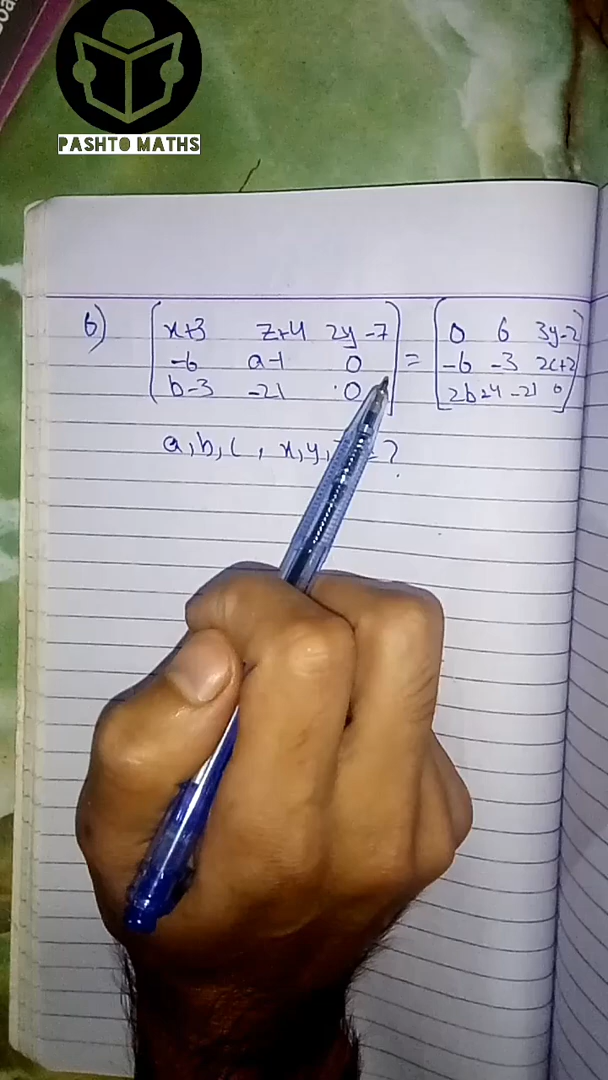 PASHTO MATHS
6) [x+3 z+4 2y-7] = [0 6 3y-2]
[-6 a-1 0] [-6 -3 2c+2]
[b-3 -21 0] [2b+4 -21 0]
a, b, c, x, y, = ?